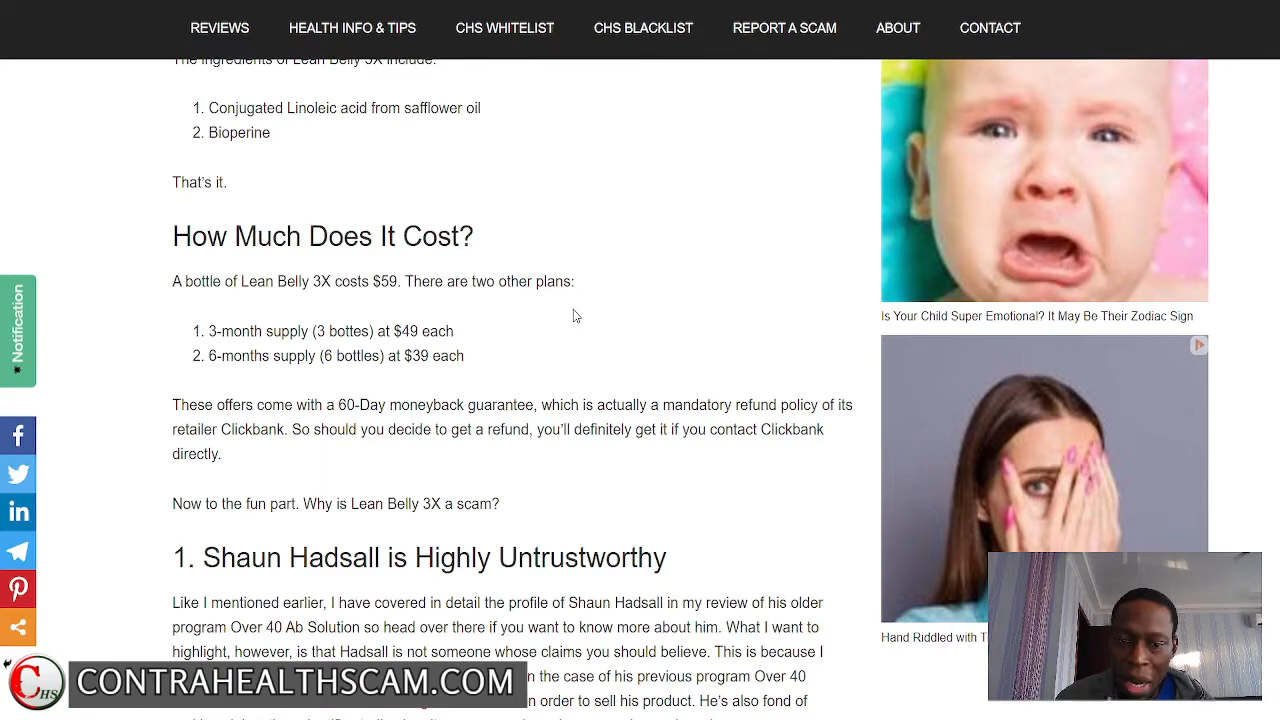 REVIEWS HEALTH INFO & TIPS CHS WHITELIST CHS BLACKLIST REPORT A SCAM ABOUT CONTACT
The ingredients of Lean Belly 3X include:
1. Conjugated Linoleic acid from safflower oil
2. Bioperine
That's it.
How Much Does It Cost?
A bottle of Lean Belly 3X costs $59. There are two other plans:
1. 3-month supply (3 bottes) at $49 each
2. 6-months supply (6 bottles) at $39 each
These offers come with a 60-Day moneyback guarantee, which is actually a mandatory refund policy of its
retailer Clickbank. So should you decide to get a refund, you'll definitely get it if you contact Clickbank
directly.
Now to the fun part. Why is Lean Belly 3X a scam?
1. Shaun Hadsall is Highly Untrustworthy
Like I mentioned earlier, I have covered in detail the profile of Shaun Hadsall in my review of his older
program Over 40 Ab Solution so head over there if you want to know more about him. What I want to
highlight, however, is that Hadsall is not someone whose claims you should believe. This is because I
n the case of his previous program Over 40
n order to sell his product. He's also fond of
Is Your Child Super Emotional? It May Be Their Zodiac Sign
Hand Riddled with T
Notification
CHS
CONTRAHEALTHSCAM.COM